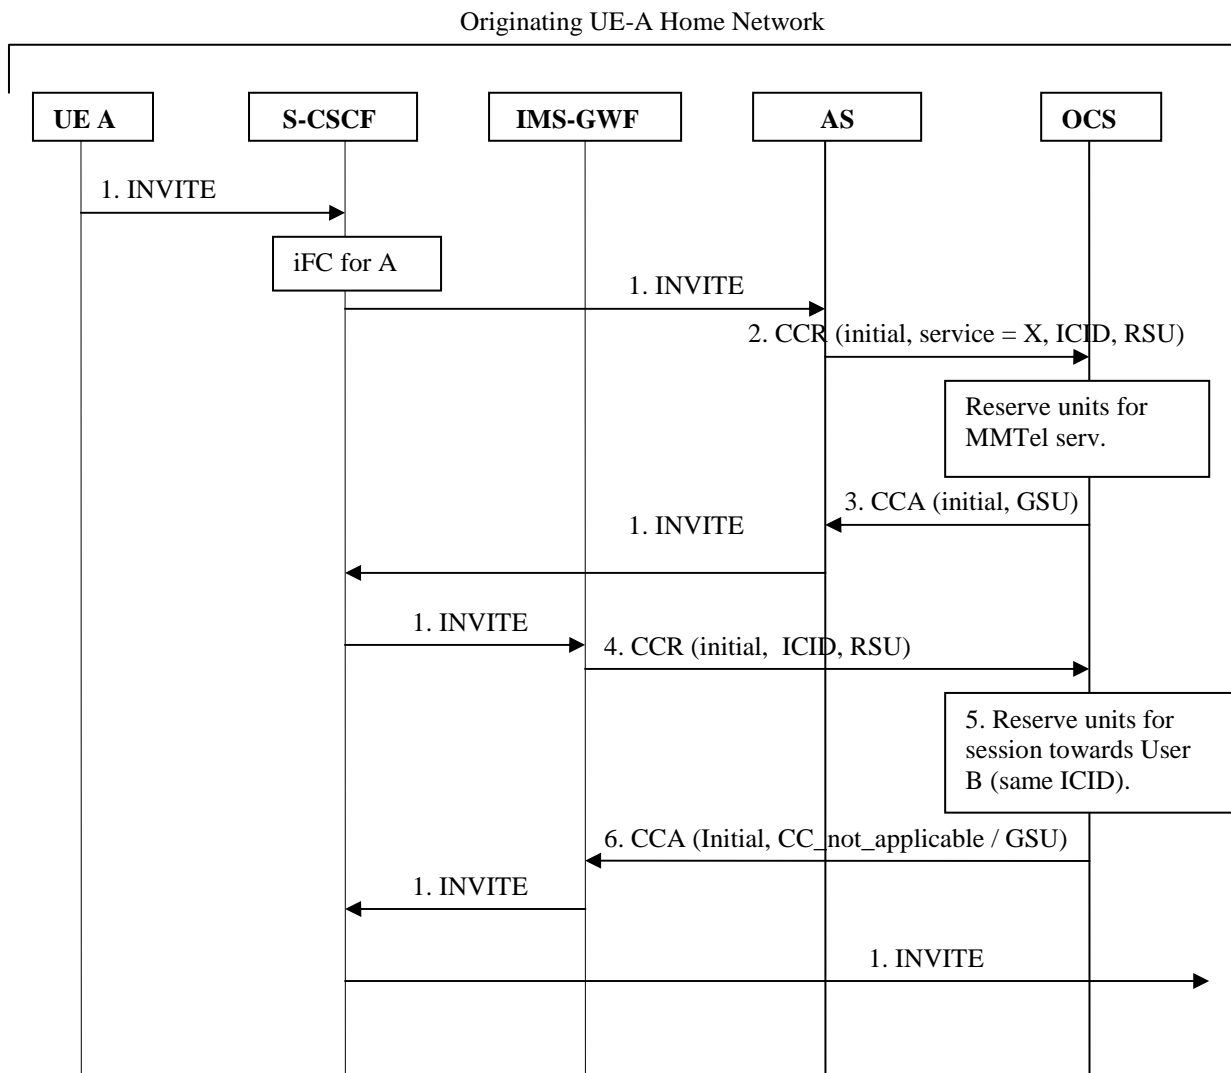 Originating UE-A Home Network
UE A
S-CSCF
IMS-GWF
AS
OCS
1. INVITE
iFC for A
1. INVITE
2. CCR (initial, service = X, ICID, RSU)
Reserve units for
MMTel serv.
3. CCA (initial, GSU)
1. INVITE
1. INVITE
4. CCR (initial, ICID, RSU)
5. Reserve units for
session towards User
B (same ICID).
6. CCA (Initial, CC_not_applicable / GSU)
1. INVITE
1. INVITE